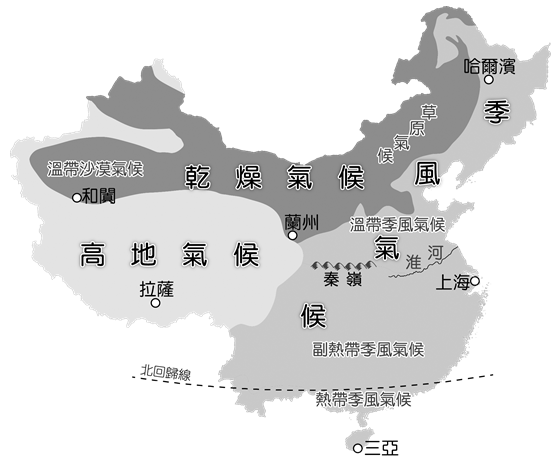 哈爾濱
季
草原氣候
溫帶沙漠氣候
乾燥氣候
風
和闐
蘭州
溫帶季風氣候
高地氣候
氣
淮河
秦嶺
上海
拉薩
候
副熱帶季風氣候
北回歸線
熱帶季風氣候
三亞